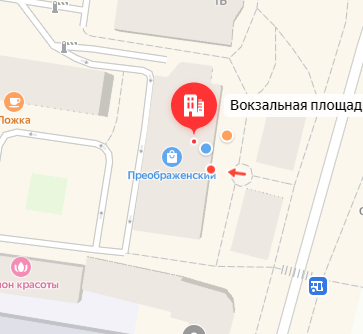 1Б
Вокзальная площад
Ложка
Преображенский
он красоты